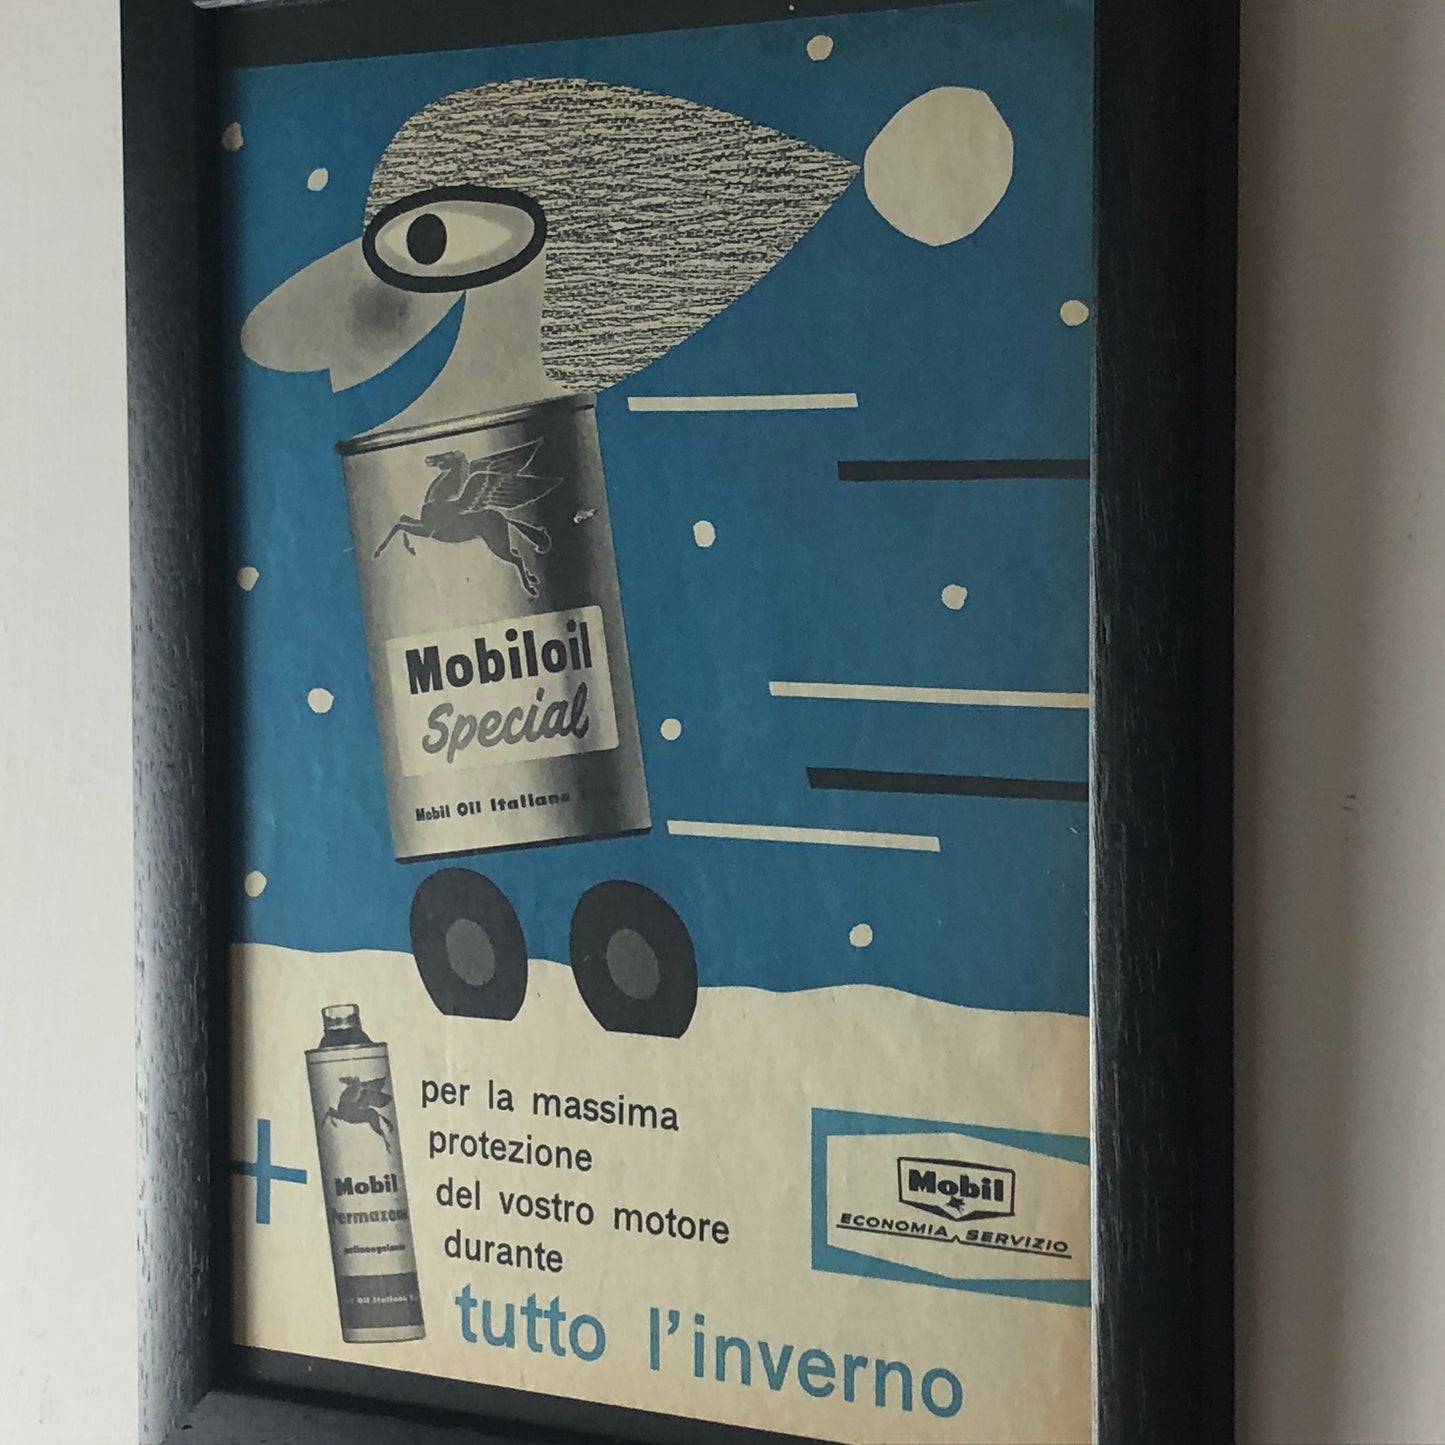 Mobiloil
Special
Mobil Oil Italiana
Mobil
Permazone
per la massima
protezione
del vostro motore
durante
tutto l'inverno
Mobil
ECONOMIA SERVIZIO